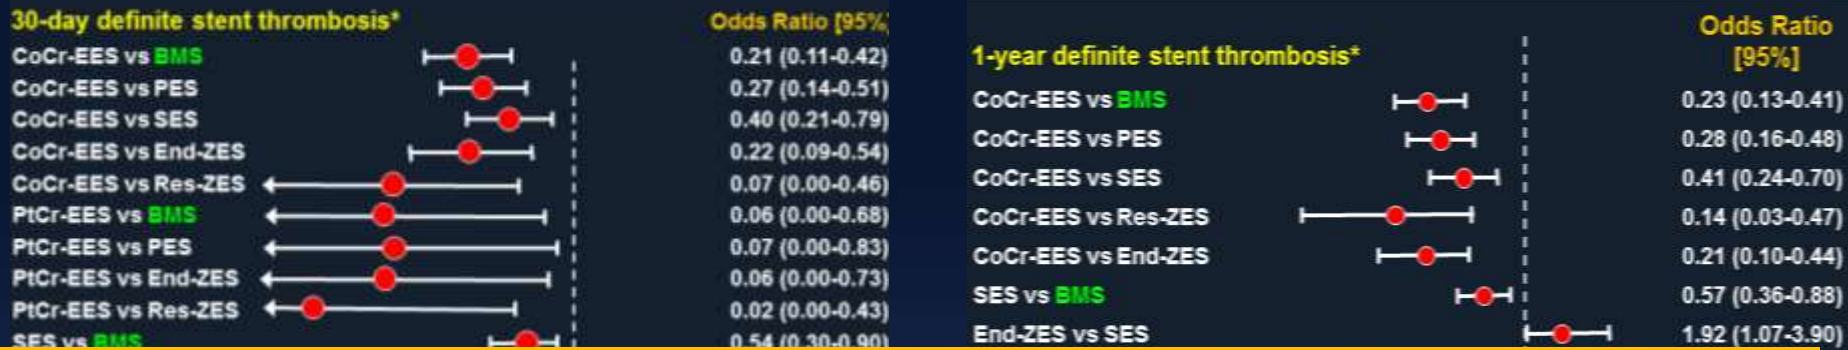 30-day definite stent thrombosis* Odds Ratio [95%
CoCr-EES vs BMS 0.21 (0.11-0.42)
CoCr-EES vs PES 0.27 (0.14-0.51)
CoCr-EES vs SES 0.40 (0.21-0.79)
CoCr-EES vs End-ZES 0.22 (0.09-0.54)
CoCr-EES vs Res-ZES 0.07 (0.00-0.46)
PtCr-EES vs BMS 0.06 (0.00-0.68)
PtCr-EES vs PES 0.07 (0.00-0.83)
PtCr-EES vs End-ZES 0.06 (0.00-0.73)
PtCr-EES vs Res-ZES 0.02 (0.00-0.43)
SES vs BMS 0.54 (0.30-0.90)
Odds Ratio
1-year definite stent thrombosis* [95%]
CoCr-EES vs BMS 0.23 (0.13-0.41)
CoCr-EES vs PES 0.28 (0.16-0.48)
CoCr-EES vs SES 0.41 (0.24-0.70)
CoCr-EES vs Res-ZES 0.14 (0.03-0.47)
CoCr-EES vs End-ZES 0.21 (0.10-0.44)
SES vs BMS 0.57 (0.36-0.88)
End-ZES vs SES 1.92 (1.07-3.90)